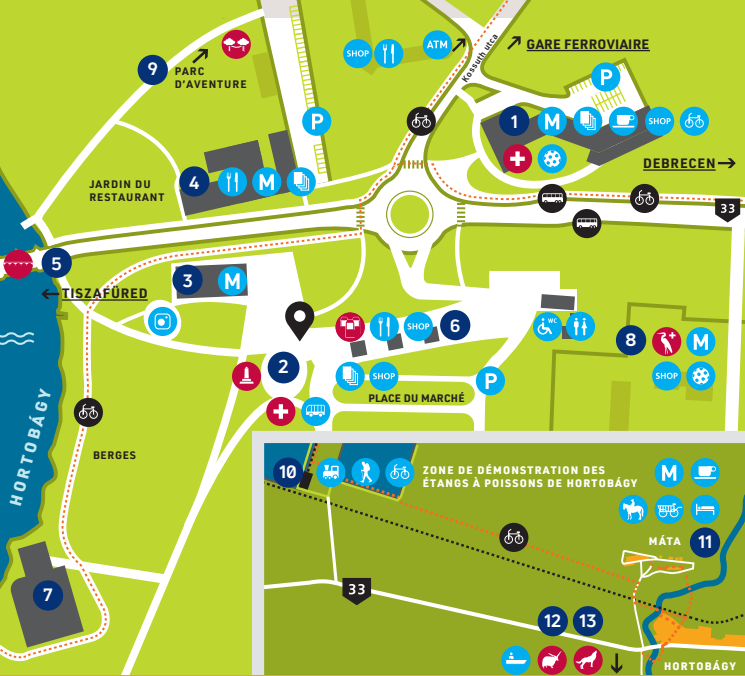 9
PARC
D'AVENTURE
SHOP
ATM
Kossuth utca
GARE FERROVIAIRE
P
P
1
M
SHOP
DEBRECEN
4
M
JARDIN DU
RESTAURANT
33
5
TISZAFÜRED
3
M
SHOP
6
WC
8
M
2
SHOP
P
SHOP
PLACE DU MARCHÉ
HORTOBÁGY
BERGES
7
10
ZONE DE DÉMONSTRATION DES
ÉTANGS À POISSONS DE HORTOBÁGY
M
MÁTA
11
33
12
13
HORTOBÁGY